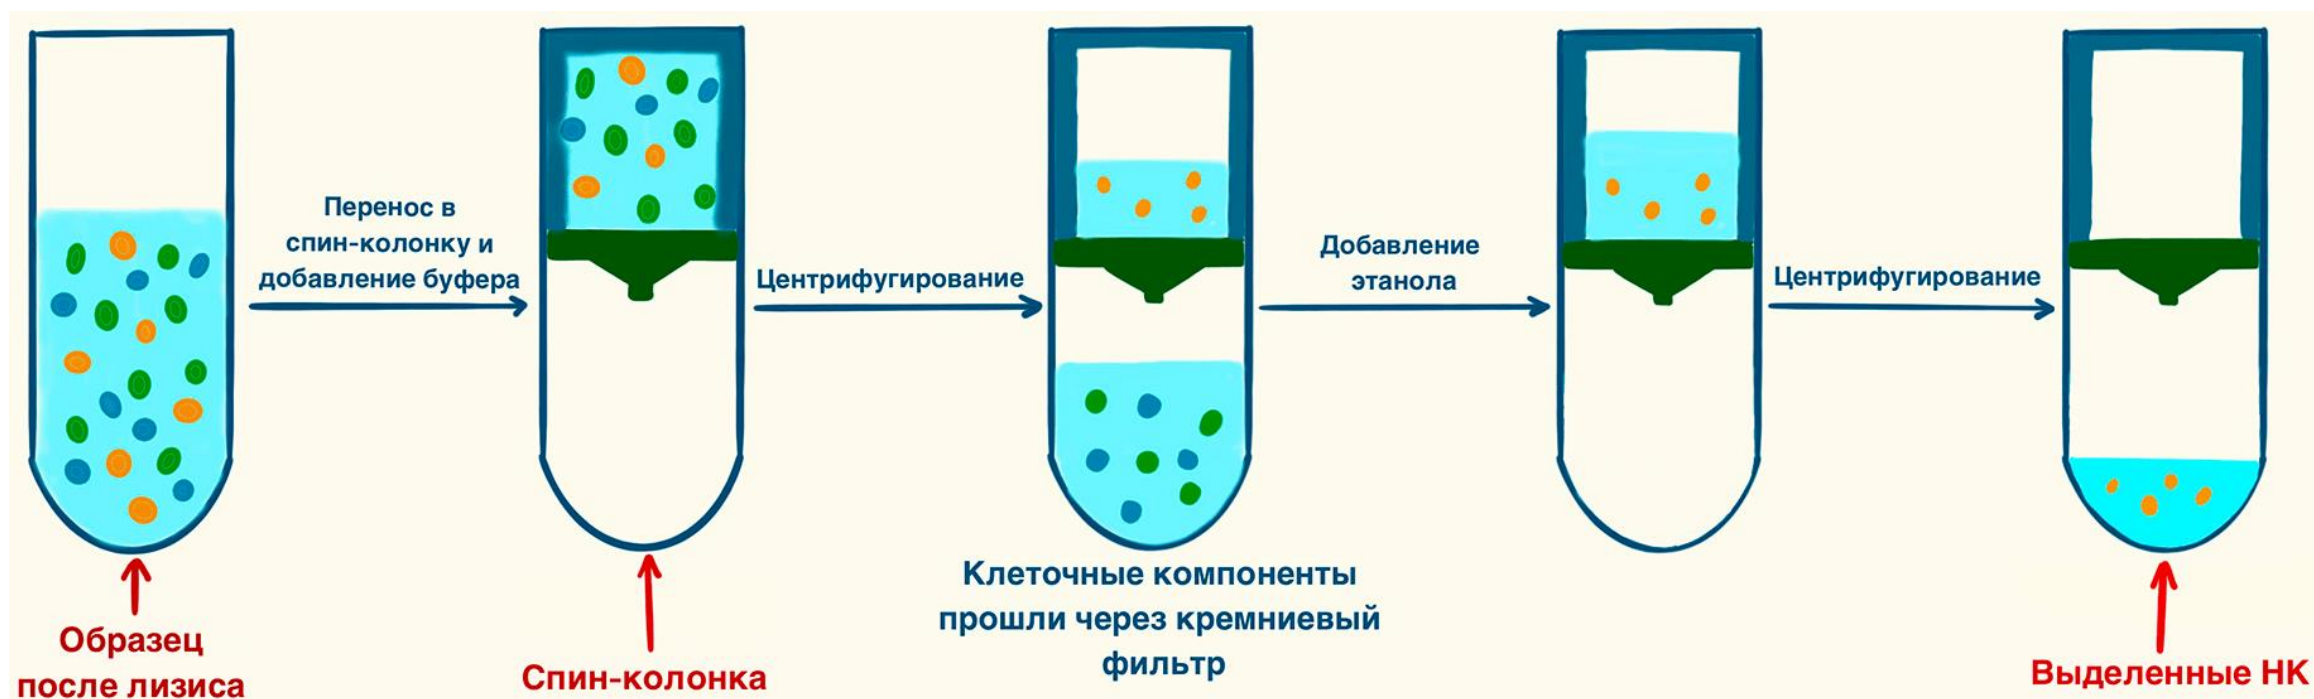 Перенос в
спин-колонку и
добавление буфера
Центрифугирование
Добавление
этанола
Центрифугирование
Образец
после лизиса
Спин-колонка
Клеточные компоненты
прошли через кремниевый
фильтр
Выделенные НК